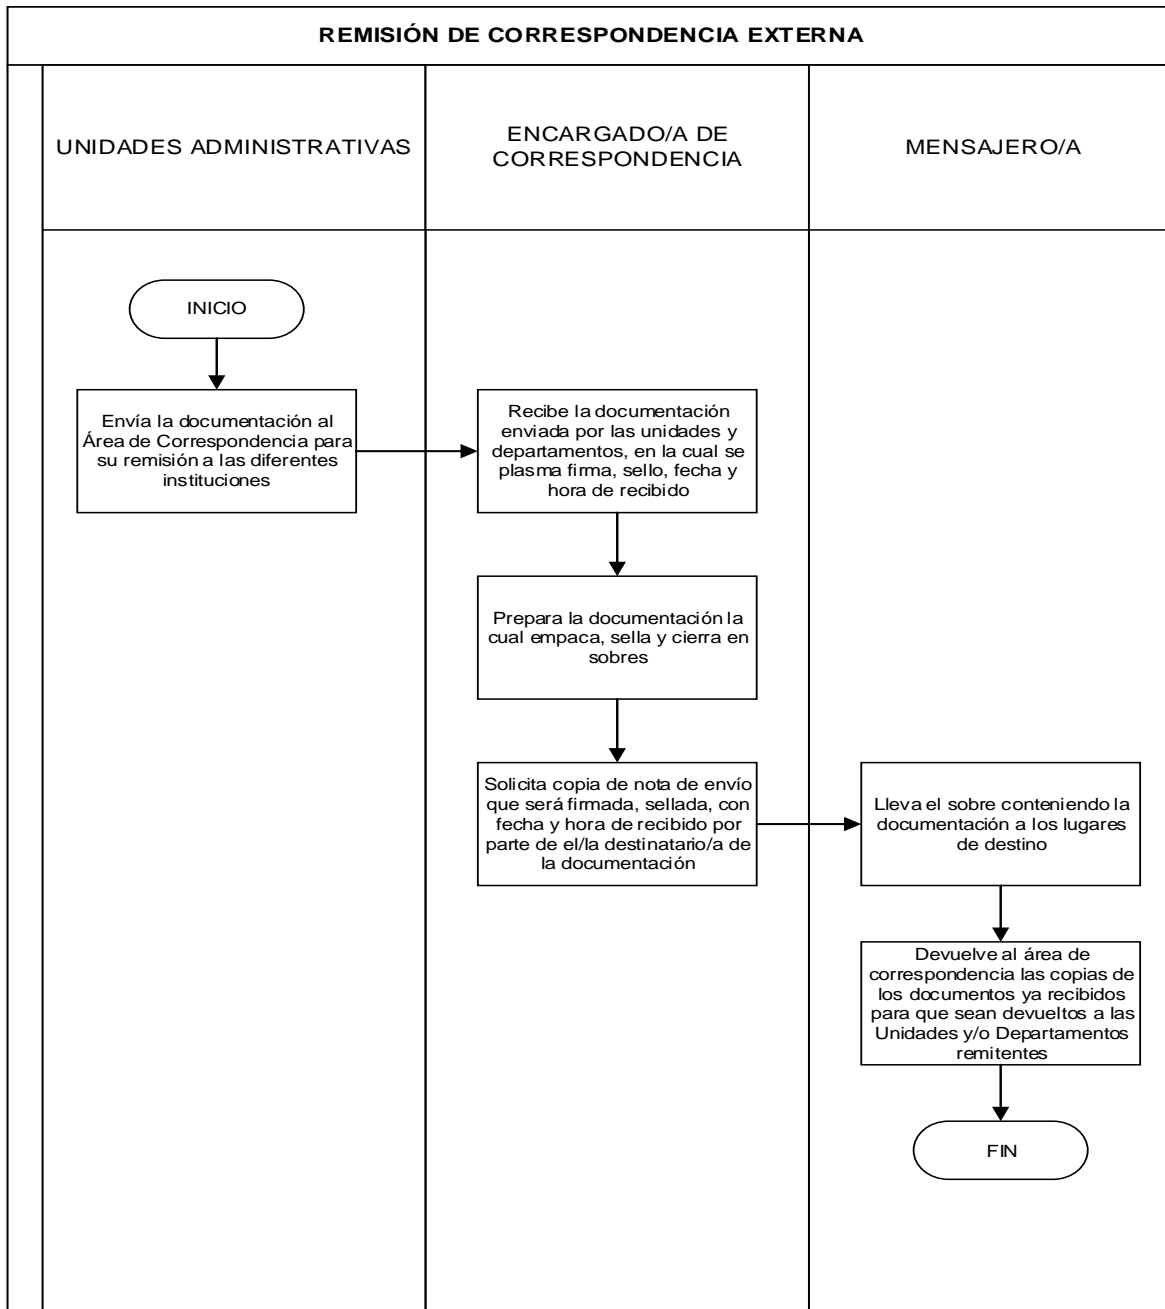 REMISIÓN DE CORRESPONDENCIA EXTERNA
UNIDADES ADMINISTRATIVAS
ENCARGADO/A DE
CORRESPONDENCIA
MENSAJERO/A
INICIO
Envía la documentación al
Área de Correspondencia para
su remisión a las diferentes
instituciones
Recibe la documentación
enviada por las unidades y
departamentos, en la cual se
plasma firma, sello, fecha y
hora de recibido
Prepara la documentación la
cual empaca, sella y cierra en
sobres
Solicita copia de nota de envío
que será firmada, sellada, con
fecha y hora de recibido por
parte de el/la destinatario/a de
la documentación
Lleva el sobre conteniendo la
documentación a los lugares
de destino
Devuelve al área de
correspondencia las copias de
los documentos ya recibidos
para que sean devueltos a las
Unidades y/o Departamentos
remitentes
FIN